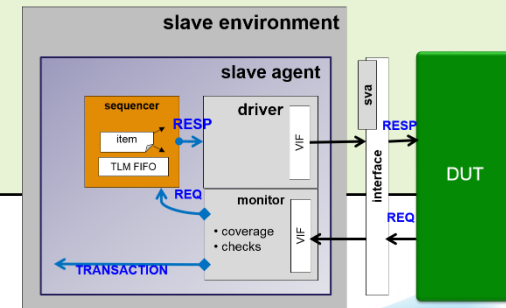 slave environment
slave agent
sequencer
item
TLM FIFO
RESP
driver
VIF
sva
interface
RESP
DUT
REQ
monitor
• coverage
• checks
VIF
REQ
TRANSACTION